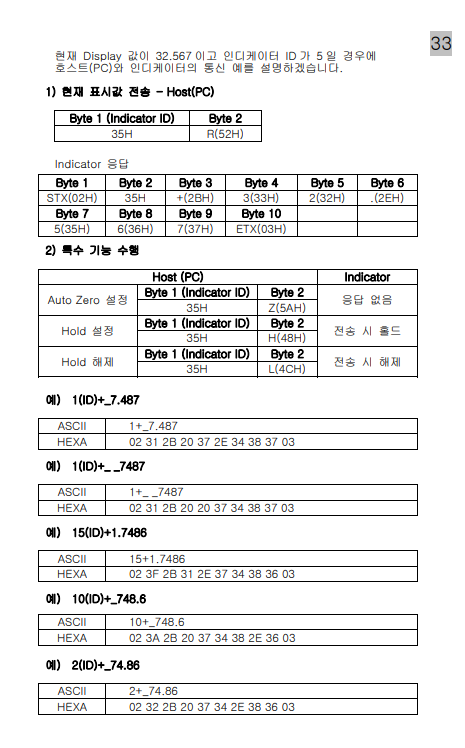 33
현재 Display 값이 32.567 이고 인디케이터 ID 가 5 일 경우에
호스트(PC)와 인디케이터의 통신 예를 설명하겠습니다.
1) 현재 표시값 전송 - Host(PC)
Byte 1 (Indicator ID) Byte 2
35H R(52H)
Indicator 응답
Byte 1 Byte 2 Byte 3 Byte 4 Byte 5 Byte 6
STX(02H) 35H +(2BH) 3(33H) 2(32H) .(2EH)
Byte 7 Byte 8 Byte 9 Byte 10
5(35H) 6(36H) 7(37H) ETX(03H)
2) 특수 기능 수행
Host (PC) Indicator
Auto Zero 설정 Byte 1 (Indicator ID) Byte 2 응답 없음
35H Z(5AH)
Hold 설정 Byte 1 (Indicator ID) Byte 2 전송 시 홀드
35H H(48H)
Hold 해제 Byte 1 (Indicator ID) Byte 2 전송 시 해제
35H L(4CH)
예) 1(ID)+_7.487
ASCII 1+_7.487
HEXA 02 31 2B 20 37 2E 34 38 37 03
예) 1(ID)+_ _7487
ASCII 1+_ _7487
HEXA 02 31 2B 20 20 37 34 38 37 03
예) 15(ID)+1.7486
ASCII 15+1.7486
HEXA 02 3F 2B 31 2E 37 34 38 36 03
예) 10(ID)+_748.6
ASCII 10+_748.6
HEXA 02 3A 2B 20 37 34 38 2E 36 03
예) 2(ID)+_74.86
ASCII 2+_74.86
HEXA 02 32 2B 20 37 34 2E 38 36 03